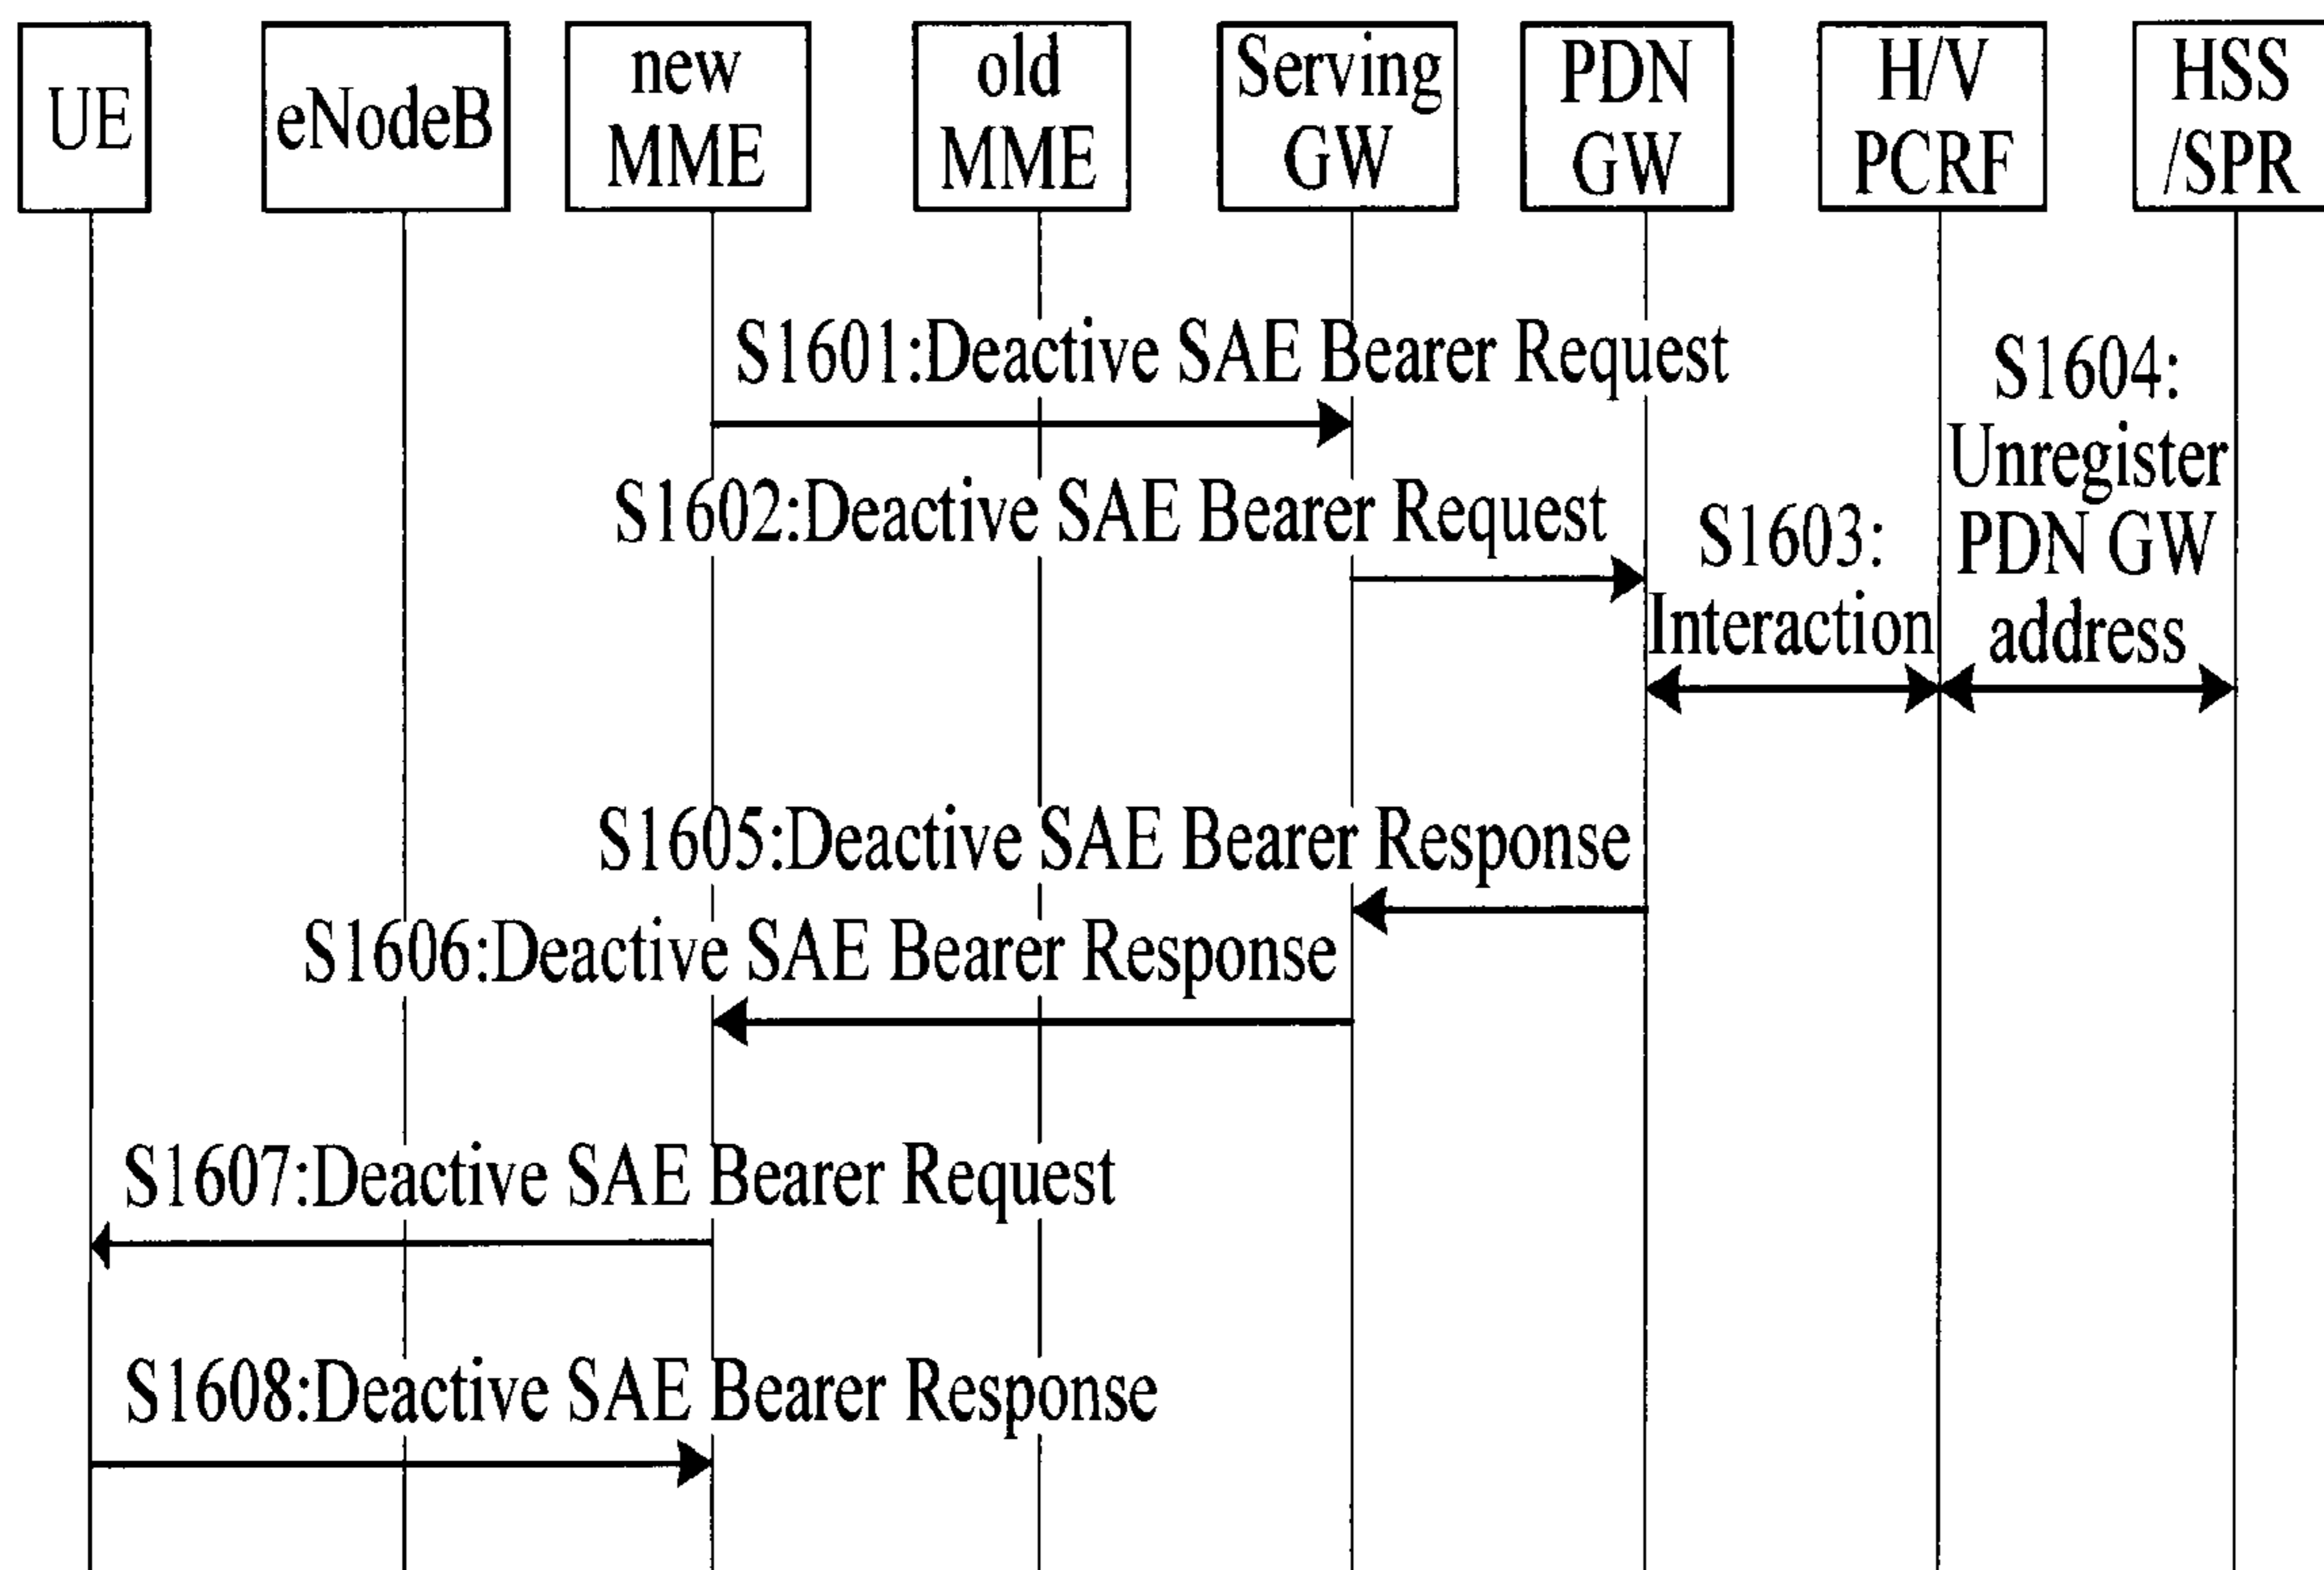 UE
eNodeB
new
MME
old
MME
Serving
GW
PDN
GW
H/V
PCRF
HSS
/SPR
S1601:Deactive SAE Bearer Request
S1602:Deactive SAE Bearer Request
S1603:
Interaction
S1604:
Unregister
PDN GW
address
S1605:Deactive SAE Bearer Response
S1606:Deactive SAE Bearer Response
S1607:Deactive SAE Bearer Request
S1608:Deactive SAE Bearer Response